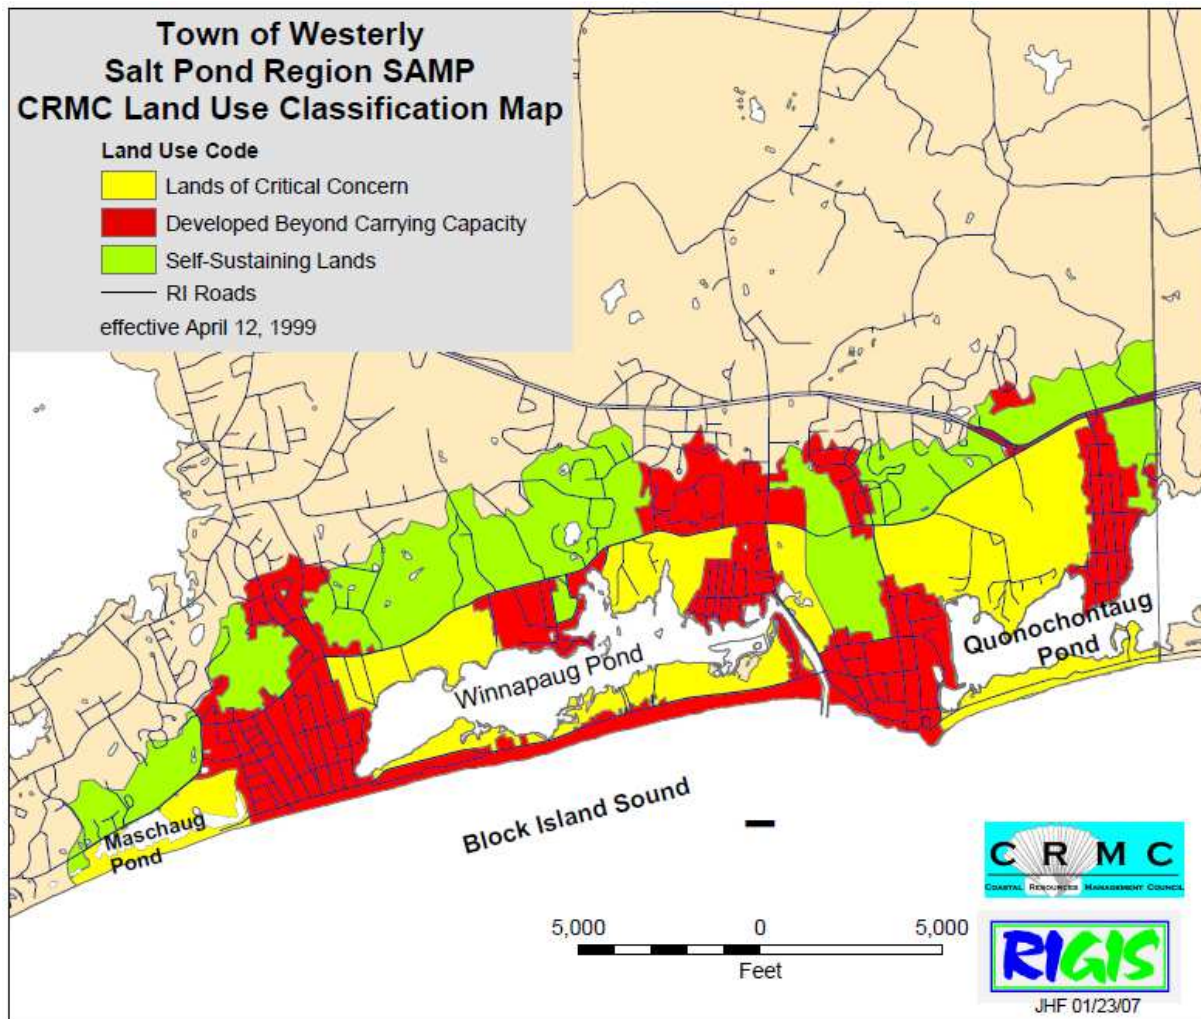 Town of Westerly
Salt Pond Region SAMP
CRMC Land Use Classification Map
Land Use Code
Lands of Critical Concern
Developed Beyond Carrying Capacity
Self-Sustaining Lands
RI Roads
effective April 12, 1999
Quonochontaug
Pond
Winnapaug Pond
Maschaug
Pond
Block Island Sound
C R M C
COASTAL RESOURCES MANAGEMENT COUNCIL
5,000 0 5,000
Feet
RIGIS
JHF 01/23/07